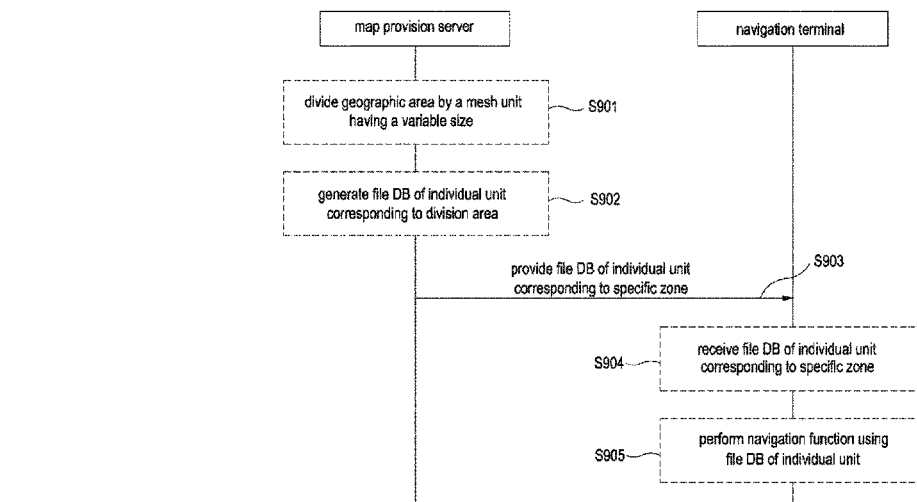 map provision server
navigation terminal
divide geographic area by a mesh unit
having a variable size
S901
generate file DB of individual unit
corresponding to division area
S902
provide file DB of individual unit
corresponding to specific zone
S903
receive file DB of individual unit
corresponding to specific zone
S904
perform navigation function using
file DB of individual unit
S905